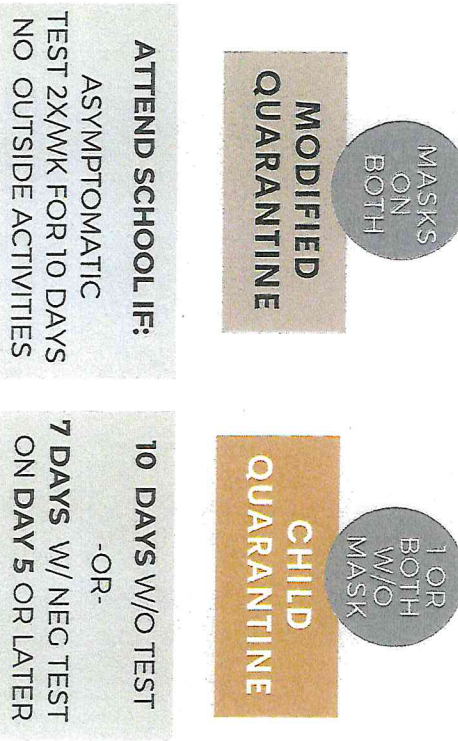 MASKS
ON
BOTH
MODIFIED
QUARANTINE
ATTEND SCHOOL IF:
ASYMPTOMATIC
TEST 2X/WK FOR 10 DAYS
NO OUTSIDE ACTIVITIES
1 OR
BOTH
W/O
MASK
CHILD
QUARANTINE
10 DAYS W/O TEST
-OR-
7 DAYS W/ NEG TEST
ON DAY 5 OR LATER